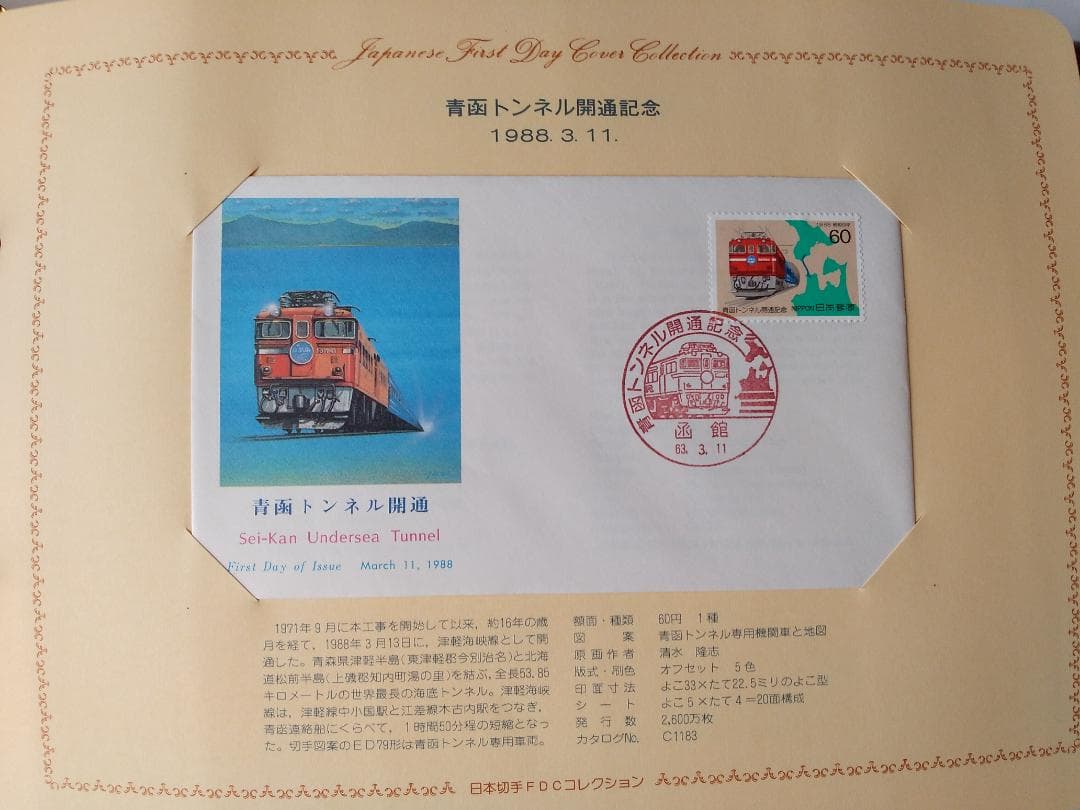 Japanese First Day Cover Collection
青函トンネル開通記念
1988. 3. 11.
1988 昭和63年
60
青函トンネル開通記念 NIPPON 日本郵便
青函トンネル開通記念
函館
63. 3. 11
青函トンネル開通
Sei-Kan Undersea Tunnel
First Day of Issue March 11, 1988
1971年9月に本工事を開始して以来，約16年の歳
月を経て，1988年3月13日に，津軽海峡線として開
通した。青森県津軽半島(東津軽郡今別治名)と北海
道松前半島(上磯郡知内町湯の里)を結ぶ,全長53.85
キロメートルの世界最長の海底トンネル。津軽海峡
線は，津軽線中小国駅と江差線木古内駅をつなぎ，
青函連絡船にくらべて，1時間50分程の短縮となっ
た。切手図案のED79形は青函トンネル専用車両。
額面・種類 60円 1種
図案 青函トンネル専用機関車と地図
原画作者 清水 隆志
版式・刷色 オフセット 5色
印面寸法 よこ33×たて22.5ミリのよこ型
シート よこ5×たて4＝20面構成
発行数 2,600万枚
カタログNo. C1183
日本切手FDCコレクション